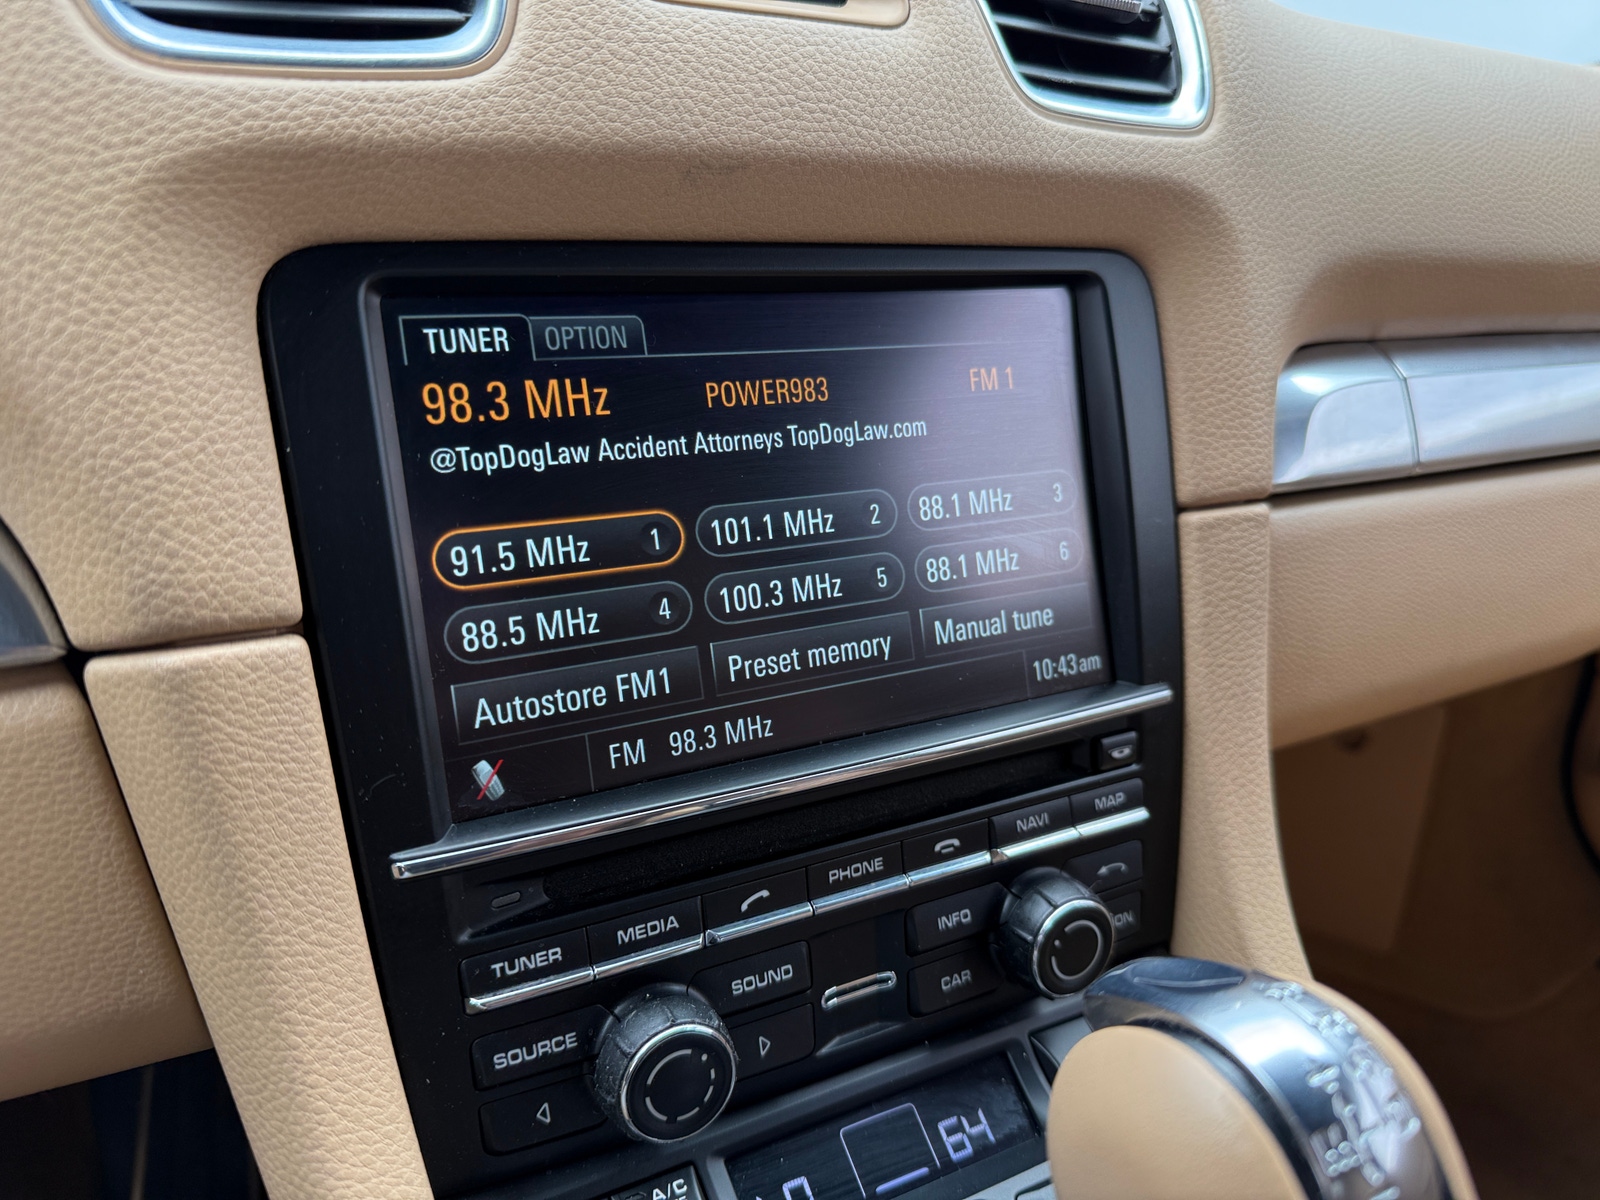 TUNER OPTION
98.3 MHz POWER983 FM 1
@TopDogLaw Accident Attorneys TopDogLaw.com
91.5 MHz 1 101.1 MHz 2 88.1 MHz 3
88.5 MHz 4 100.3 MHz 5 88.1 MHz 6
Autostore FM1 Preset memory Manual tune
FM 98.3 MHz 10:43am
TUNER MEDIA PHONE NAVI MAP
SOURCE SOUND INFO
CAR
64
A/C